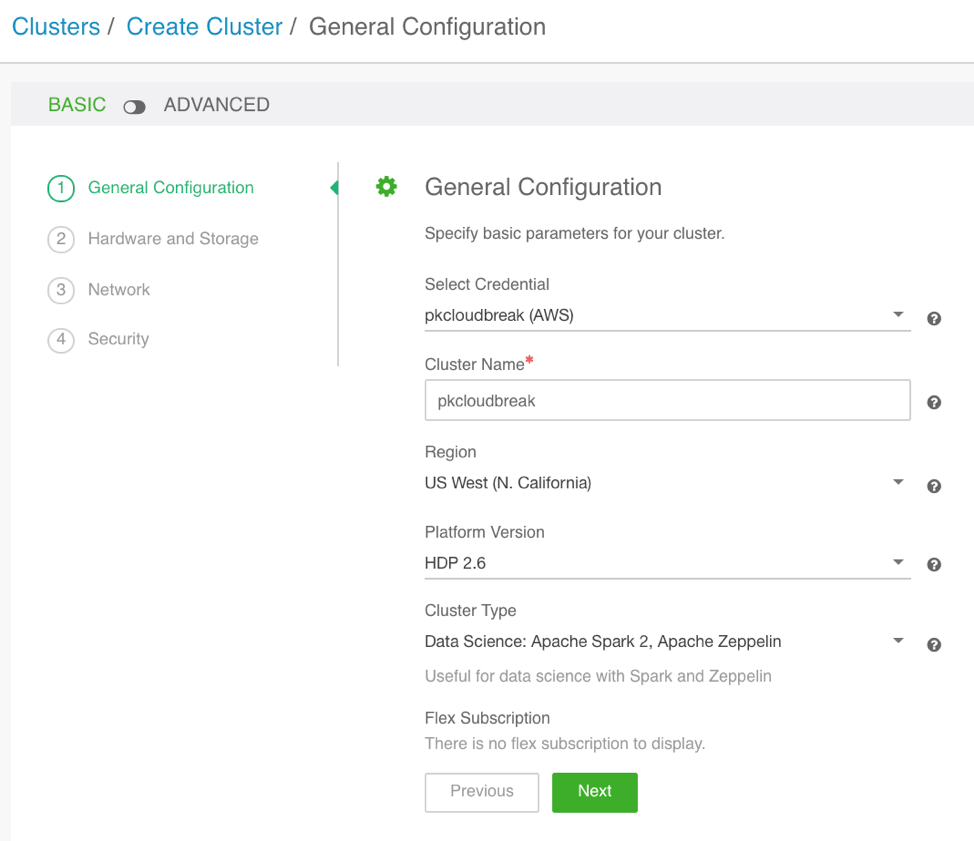 Clusters / Create Cluster / General Configuration
BASIC ADVANCED
1 General Configuration
2 Hardware and Storage
3 Network
4 Security
General Configuration
Specify basic parameters for your cluster.
Select Credential
pkcloudbreak (AWS)
Cluster Name*
pkcloudbreak
Region
US West (N. California)
Platform Version
HDP 2.6
Cluster Type
Data Science: Apache Spark 2, Apache Zeppelin
Useful for data science with Spark and Zeppelin
Flex Subscription
There is no flex subscription to display.
Previous Next